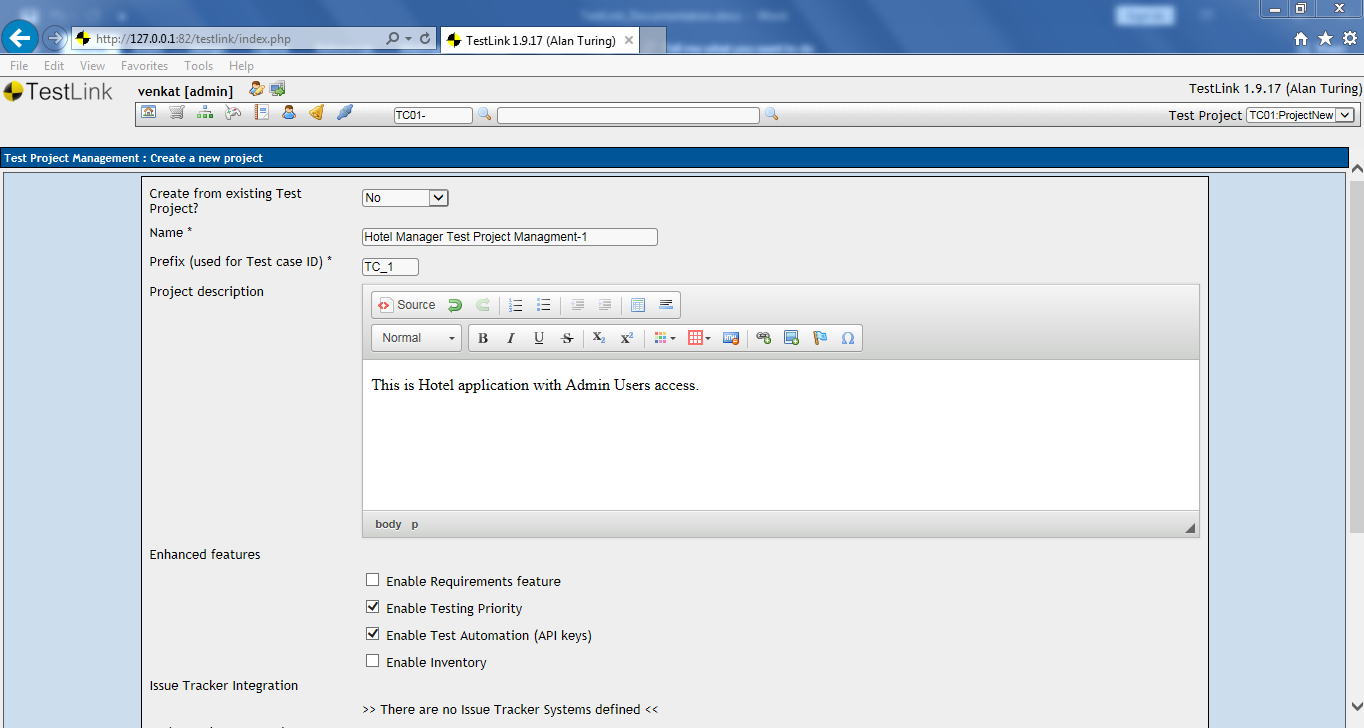 http://127.0.0.1:82/testlink/index.php
TestLink 1.9.17 (Alan Turing)
File Edit View Favorites Tools Help
TestLink
venkat [admin]
TestLink 1.9.17 (Alan Turing)
TC01-
Test Project TC01:ProjectNew
Test Project Management : Create a new project
Create from existing Test
Project?
No
Name *
Hotel Manager Test Project Managment-1
Prefix (used for Test case ID) *
TC_1
Project description
Source
Normal
B I U S X2 X2 Ω
This is Hotel application with Admin Users access.
body p
Enhanced features
Enable Requirements feature
Enable Testing Priority
Enable Test Automation (API keys)
Enable Inventory
Issue Tracker Integration
>> There are no Issue Tracker Systems defined <<